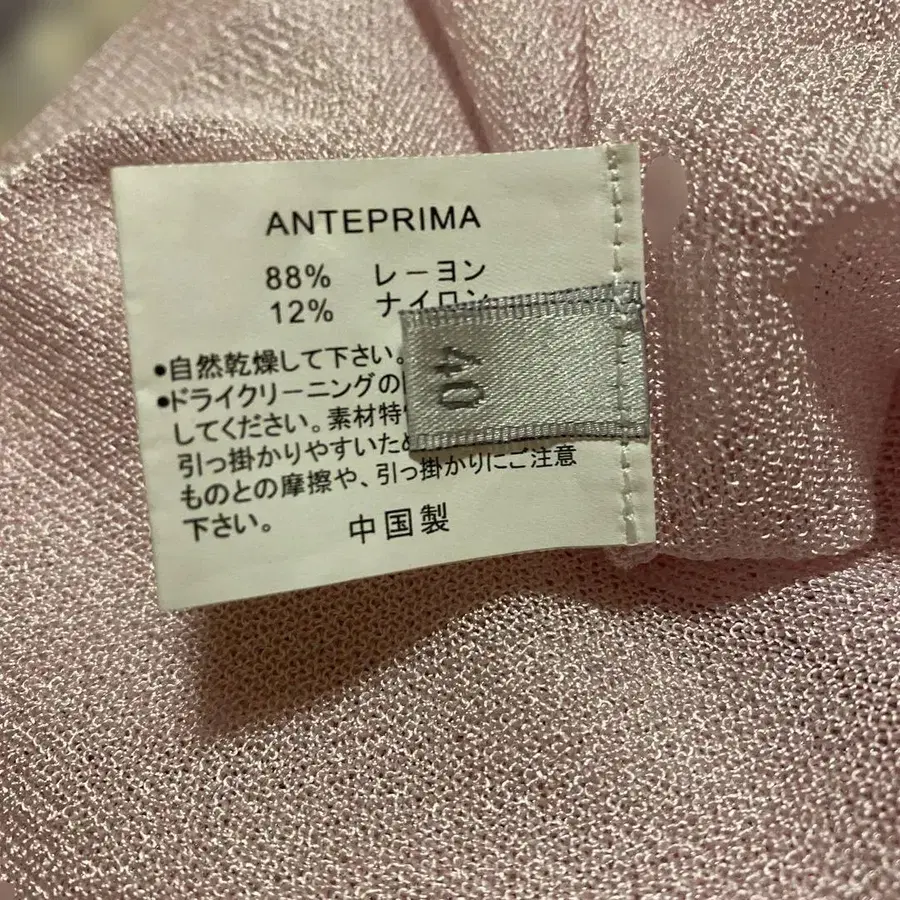 ANTEPRIMA
88% レーヨン
12% ナイロン
40
•自然乾燥して下さい。
•ドライクリーニングの
してください。素材特
引っ掛かりやすいため
ものとの摩擦や、引っ掛かりにご注意
下さい。
中国製